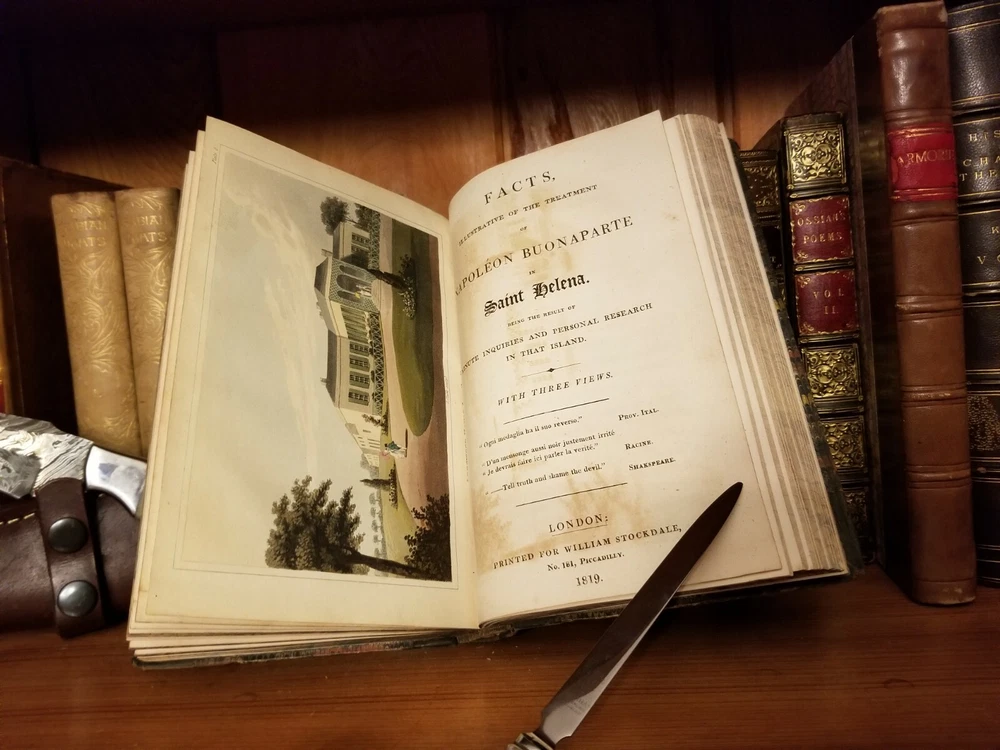 FACTS,
ILLUSTRATIVE OF THE TREATMENT
OF
NAPOLEON BUONAPARTE
IN
Saint Helena.
BEING THE RESULT OF
MINUTE INQUIRIES AND PERSONAL RESEARCH
IN THAT ISLAND.
WITH THREE VIEWS.
"Ogni medaglia ha il suo reverso." PROV. ITAL.
"D'un mensonge aussi noir justement irrité
"Je devrais faire ici parler la verité." RACINE.
"——Tell truth and shame the devil." SHAKSPEARE.
LONDON:
PRINTED FOR WILLIAM STOCKDALE,
No. 181, PICCADILLY.
1819.
OSSIAN'S
POEMS
VOL
II